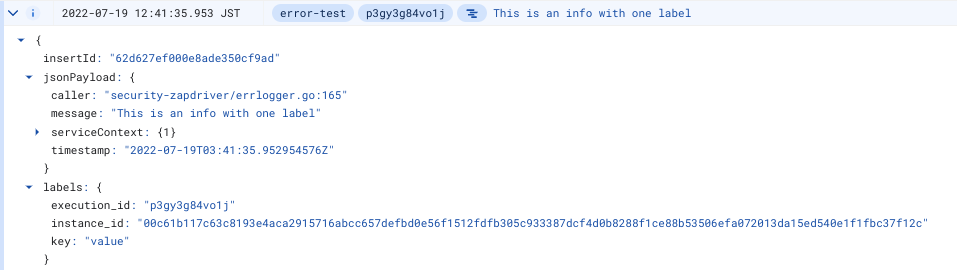 2022-07-19 12:41:35.953 JST error-test p3gy3g84vo1j This is an info with one label
{
insertId: "62d627ef000e8ade350cf9ad"
jsonPayload: {
caller: "security-zapdriver/errlogger.go:165"
message: "This is an info with one label"
serviceContext: {1}
timestamp: "2022-07-19T03:41:35.952954576Z"
}
labels: {
execution_id: "p3gy3g84vo1j"
instance_id: "00c61b117c63c8193e4aca2915716abcc657defbd0e56f1512fdfb305c933387dcf4d0b8288f1ce88b53506efa072013da15ed540e1f1fbc37f12c"
key: "value"
}